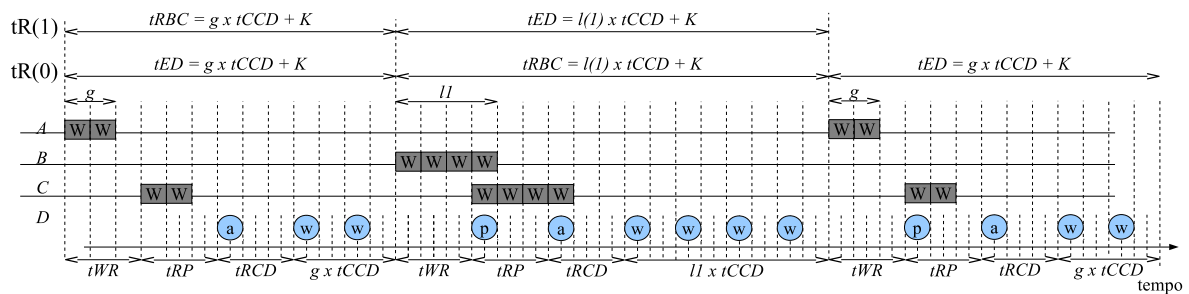 tR(1) tRBC = g x tCCD + K tED = l(1) x tCCD + K
tR(0) tED = g x tCCD + K tRBC = l(1) x tCCD + K tED = g x tCCD + K
g l1 g
A W W W W
B W W W W
C W W W W W W W W
D a w w p a w w w w p a w w
tWR tRP tRCD g x tCCD tWR tRP tRCD l1 x tCCD tWR tRP tRCD g x tCCD
tempo